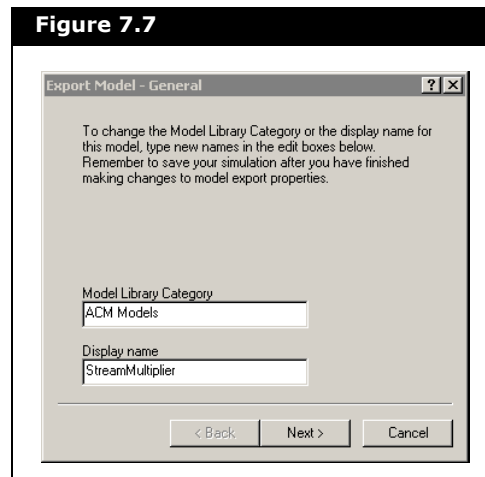 Figure 7.7
Export Model - General
To change the Model Library Category or the display name for
this model, type new names in the edit boxes below.
Remember to save your simulation after you have finished
making changes to model export properties.
Model Library Category
ACM Models
Display name
StreamMultiplier
< Back Next > Cancel